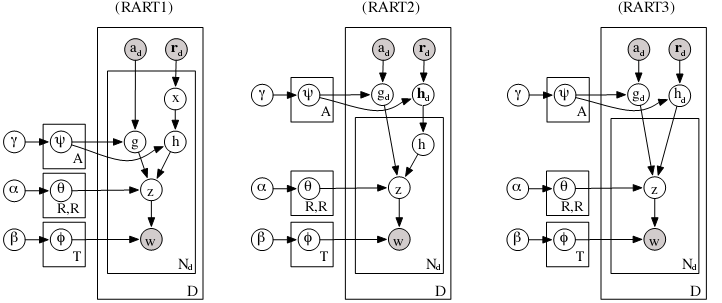 (RART1) (RART2) (RART3)
a_d r_d a_d r_d a_d r_d
x γ ψ g_d h_d γ ψ g_d h_d
A A
γ ψ g h h
A
α θ z α θ z α θ z
R,R R,R R,R
β ϕ w β ϕ w β ϕ w
T N_d T N_d T N_d
D D D